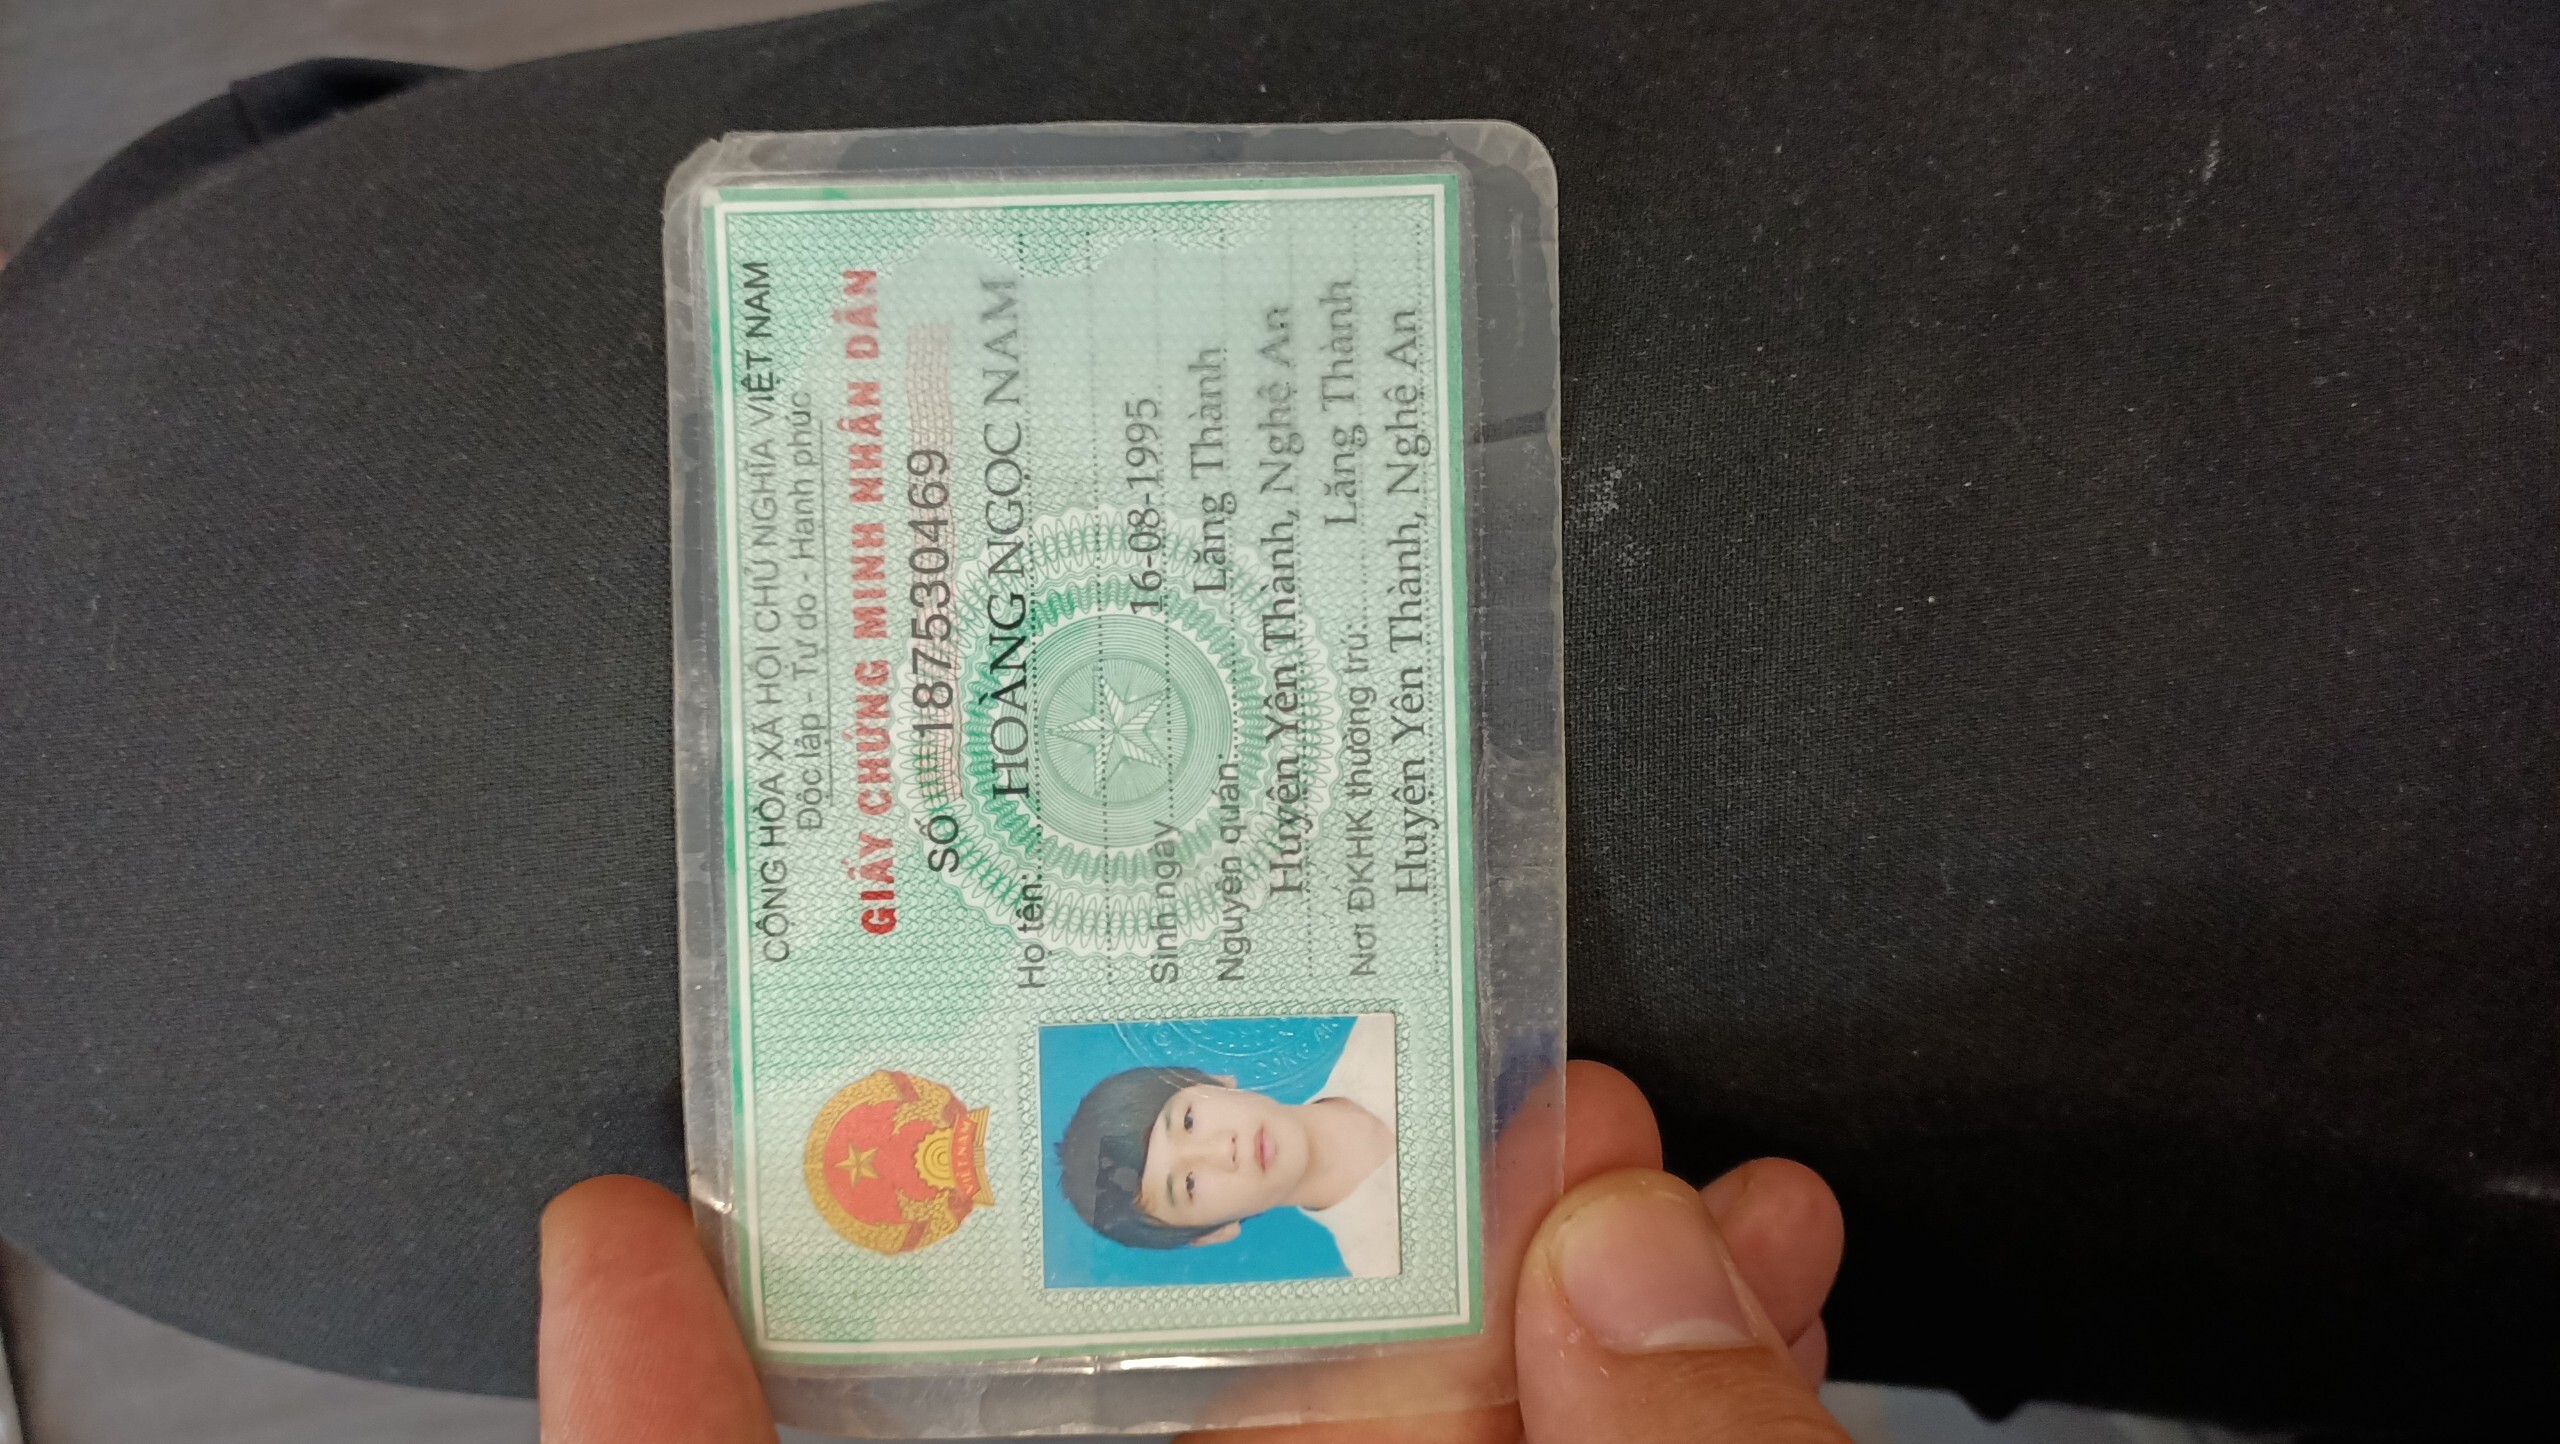 CỘNG HÒA XÃ HỘI CHỦ NGHĨA VIỆT NAM
Độc lập - Tự do - Hạnh phúc
GIẤY CHỨNG MINH NHÂN DÂN
SỐ 187530469
Họ tên: HOÀNG NGỌC NAM
Sinh ngày 16-08-1995
Nguyên quán: Lăng Thành
Huyện Yên Thành, Nghệ An
Nơi ĐKHK thường trú: Lăng Thành
Huyện Yên Thành, Nghệ An
VIỆT NAM